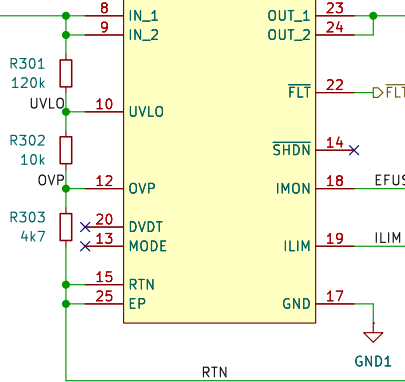 8 IN_1 OUT_1 23
9 IN_2 OUT_2 24
R301
120k
FLT 22 FLT
UVLO 10 UVLO
R302
10k
SHDN 14
OVP 12 OVP IMON 18 EFUS
R303
4k7
20 DVDT
13 MODE ILIM 19 ILIM
15 RTN
25 EP GND 17
GND1
RTN